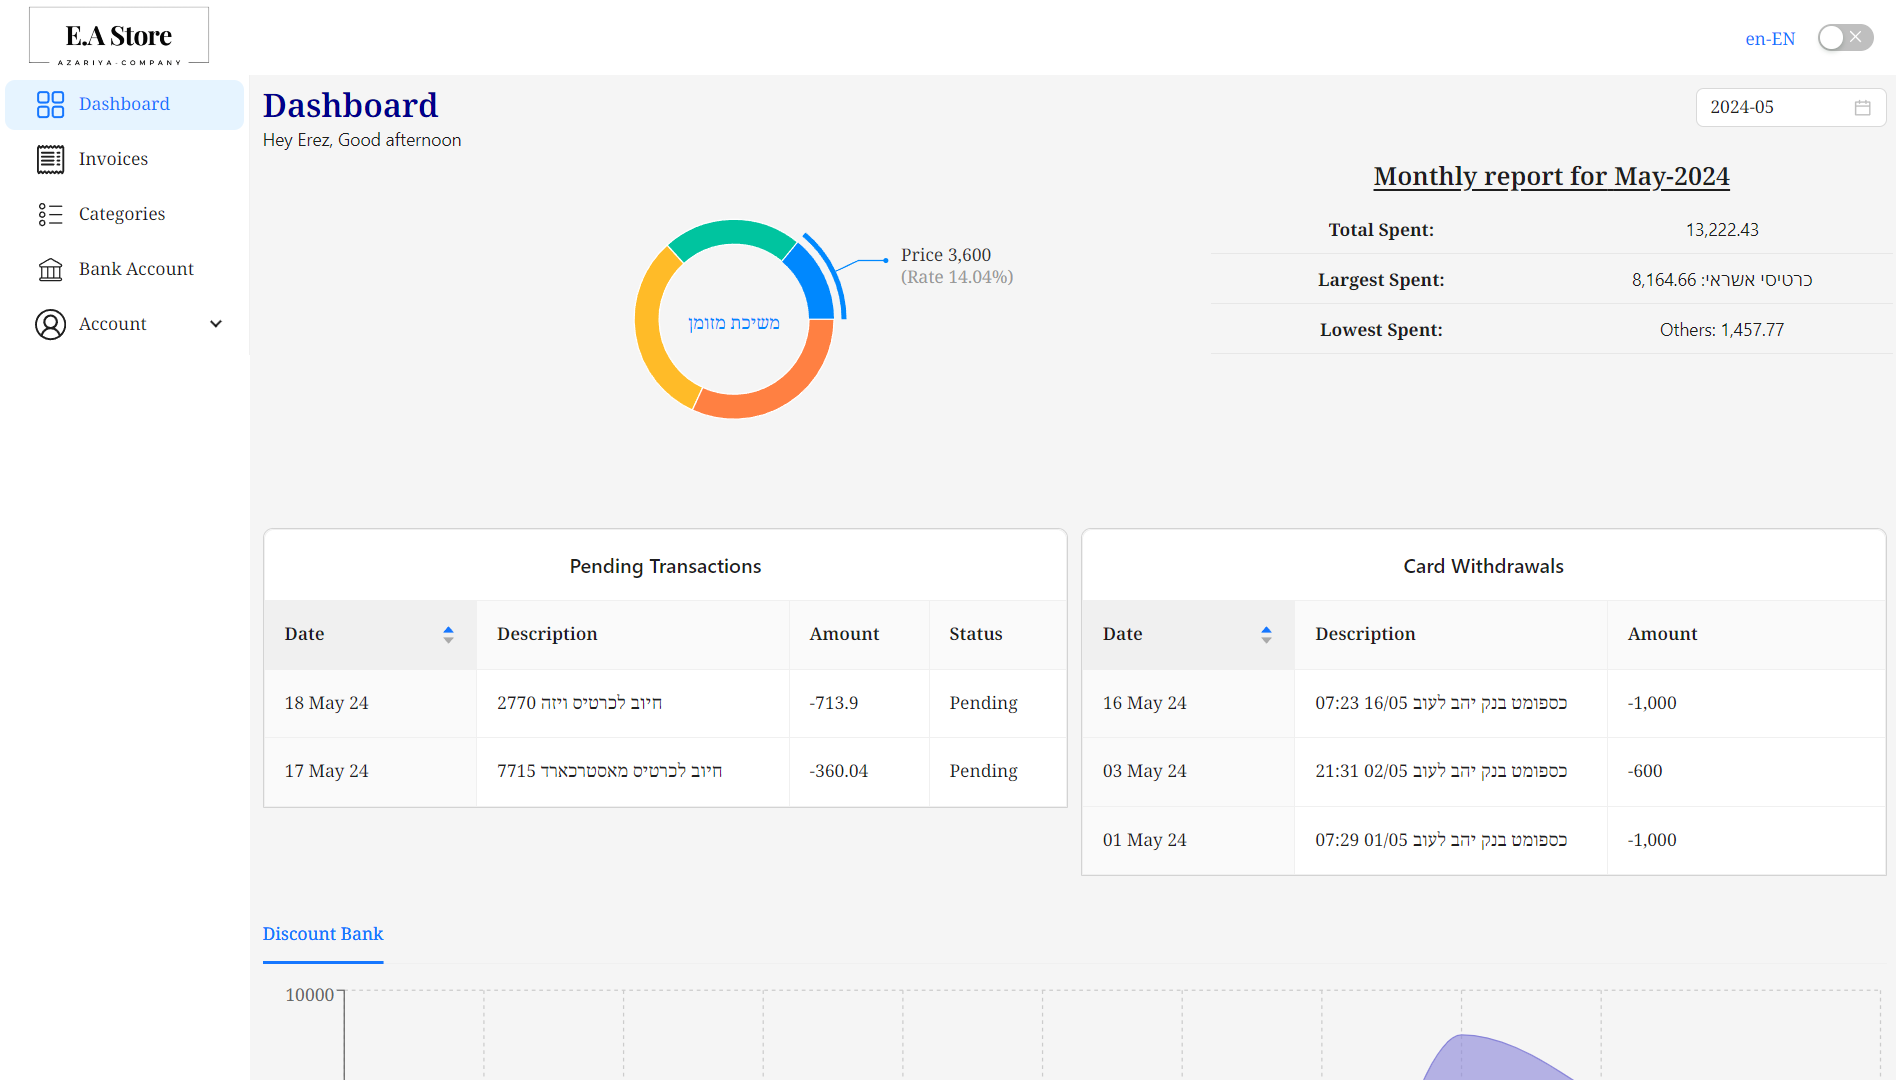 E.A Store
AZARIYA-COMPANY
en-EN
Dashboard
Invoices
Categories
Bank Account
Account
Dashboard
Hey Erez, Good afternoon
2024-05
משיכת מזומן
Price 3,600
(Rate 14.04%)
Monthly report for May-2024
Total Spent: 13,222.43
Largest Spent: כרטיסי אשראי: 8,164.66
Lowest Spent: Others: 1,457.77
Pending Transactions
Date Description Amount Status
18 May 24 חיוב לכרטיס ויזה 2770 -713.9 Pending
17 May 24 חיוב לכרטיס מאסטרכארד 7715 -360.04 Pending
Card Withdrawals
Date Description Amount
16 May 24 כספומט בנק יהב לעוב 16/05 07:23 -1,000
03 May 24 כספומט בנק יהב לעוב 02/05 21:31 -600
01 May 24 כספומט בנק יהב לעוב 01/05 07:29 -1,000
Discount Bank
10000